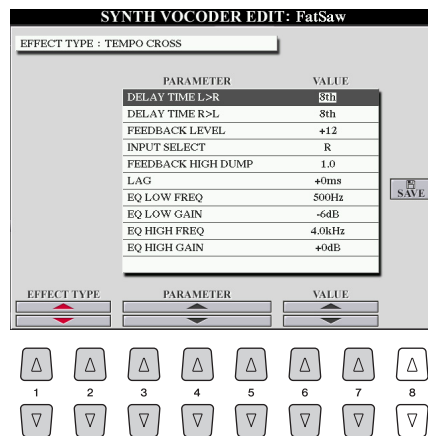 SYNTH VOCODER EDIT: FatSaw
EFFECT TYPE : TEMPO CROSS
PARAMETER VALUE
DELAY TIME L>R 8th
DELAY TIME R>L 8th
FEEDBACK LEVEL +12
INPUT SELECT R
FEEDBACK HIGH DUMP 1.0
LAG +0ms
EQ LOW FREQ 500Hz
EQ LOW GAIN -6dB
EQ HIGH FREQ 4.0kHz
EQ HIGH GAIN +0dB
SAVE
EFFECT TYPE PARAMETER VALUE
1 2 3 4 5 6 7 8